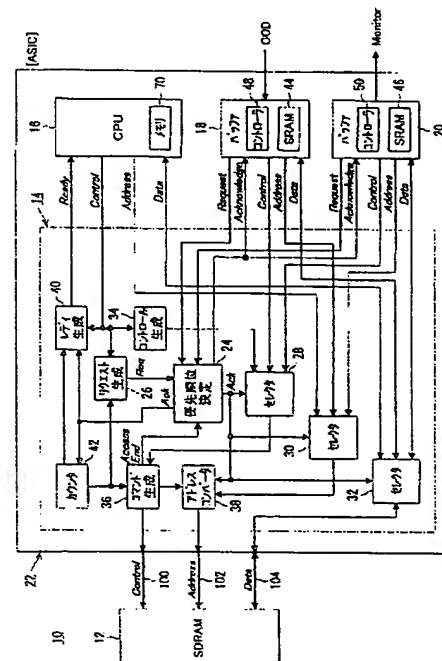 [ASIC]
16
CPU
70
メモリ
Ready
Control
Address
Data
CCD
18
バッファ
48
コントローラ
44
SRAM
Request
Acknowledge
Control
Address
Data
Monitor
20
バッファ
50
コントローラ
46
SRAM
Request
Acknowledge
Control
Address
Data
14
40
レディ生成
34
コントロール生成
26
リクエスト生成
Req
Ack
24
優先順位決定
Ack
28
セレクタ
30
セレクタ
32
セレクタ
42
カウンタ
Access
End
36
コマンド生成
38
アドレスコンバータ
22
Control
100
Address
102
Data
104
10
12
SDRAM